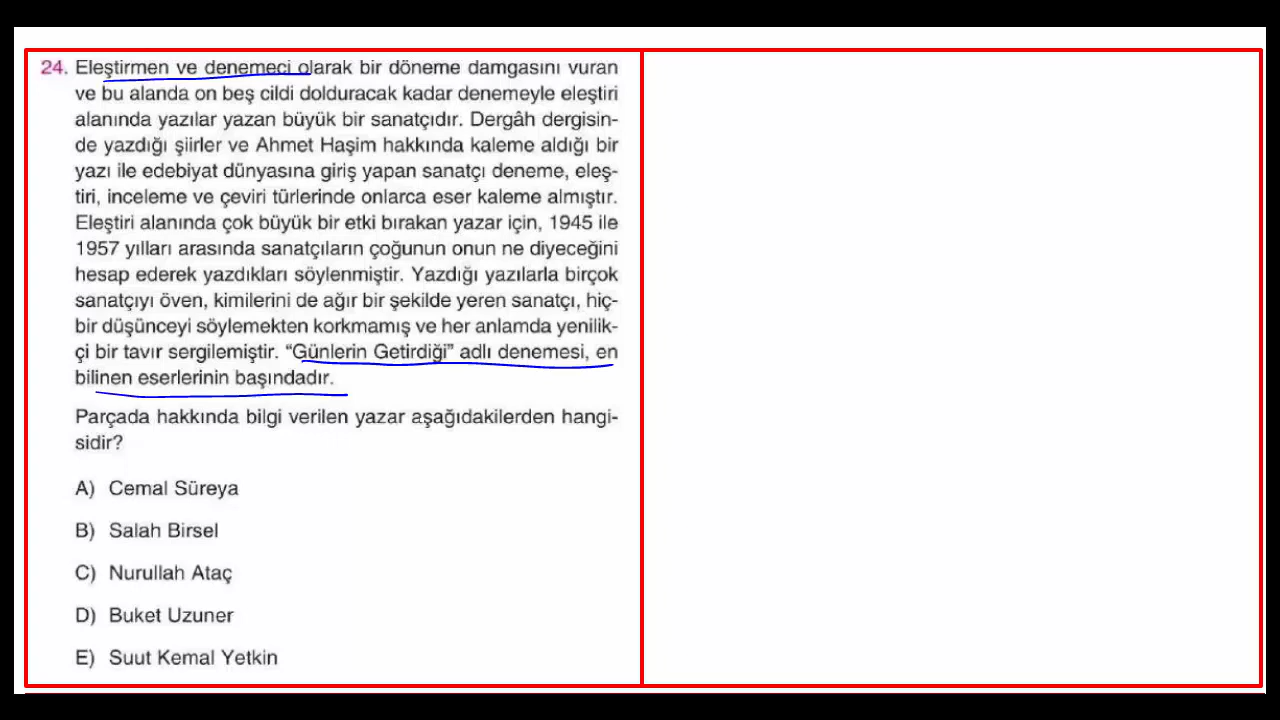 24. Eleştirmen ve denemeci olarak bir döneme damgasını vuran
ve bu alanda on beş cildi dolduracak kadar denemeyle eleştiri
alanında yazılar yazan büyük bir sanatçıdır. Dergâh dergisin-
de yazdığı şiirler ve Ahmet Haşim hakkında kaleme aldığı bir
yazı ile edebiyat dünyasına giriş yapan sanatçı deneme, eleş-
tiri, inceleme ve çeviri türlerinde onlarca eser kaleme almıştır.
Eleştiri alanında çok büyük bir etki bırakan yazar için, 1945 ile
1957 yılları arasında sanatçıların çoğunun onun ne diyeceğini
hesap ederek yazdıkları söylenmiştir. Yazdığı yazılarla birçok
sanatçıyı öven, kimilerini de ağır bir şekilde yeren sanatçı, hiç-
bir düşünceyi söylemekten korkmamış ve her anlamda yenilik-
çi bir tavır sergilemiştir. “Günlerin Getirdiği” adlı denemesi, en
bilinen eserlerinin başındadır.
Parçada hakkında bilgi verilen yazar aşağıdakilerden hangi-
sidir?
A) Cemal Süreya
B) Salah Birsel
C) Nurullah Ataç
D) Buket Uzuner
E) Suut Kemal Yetkin